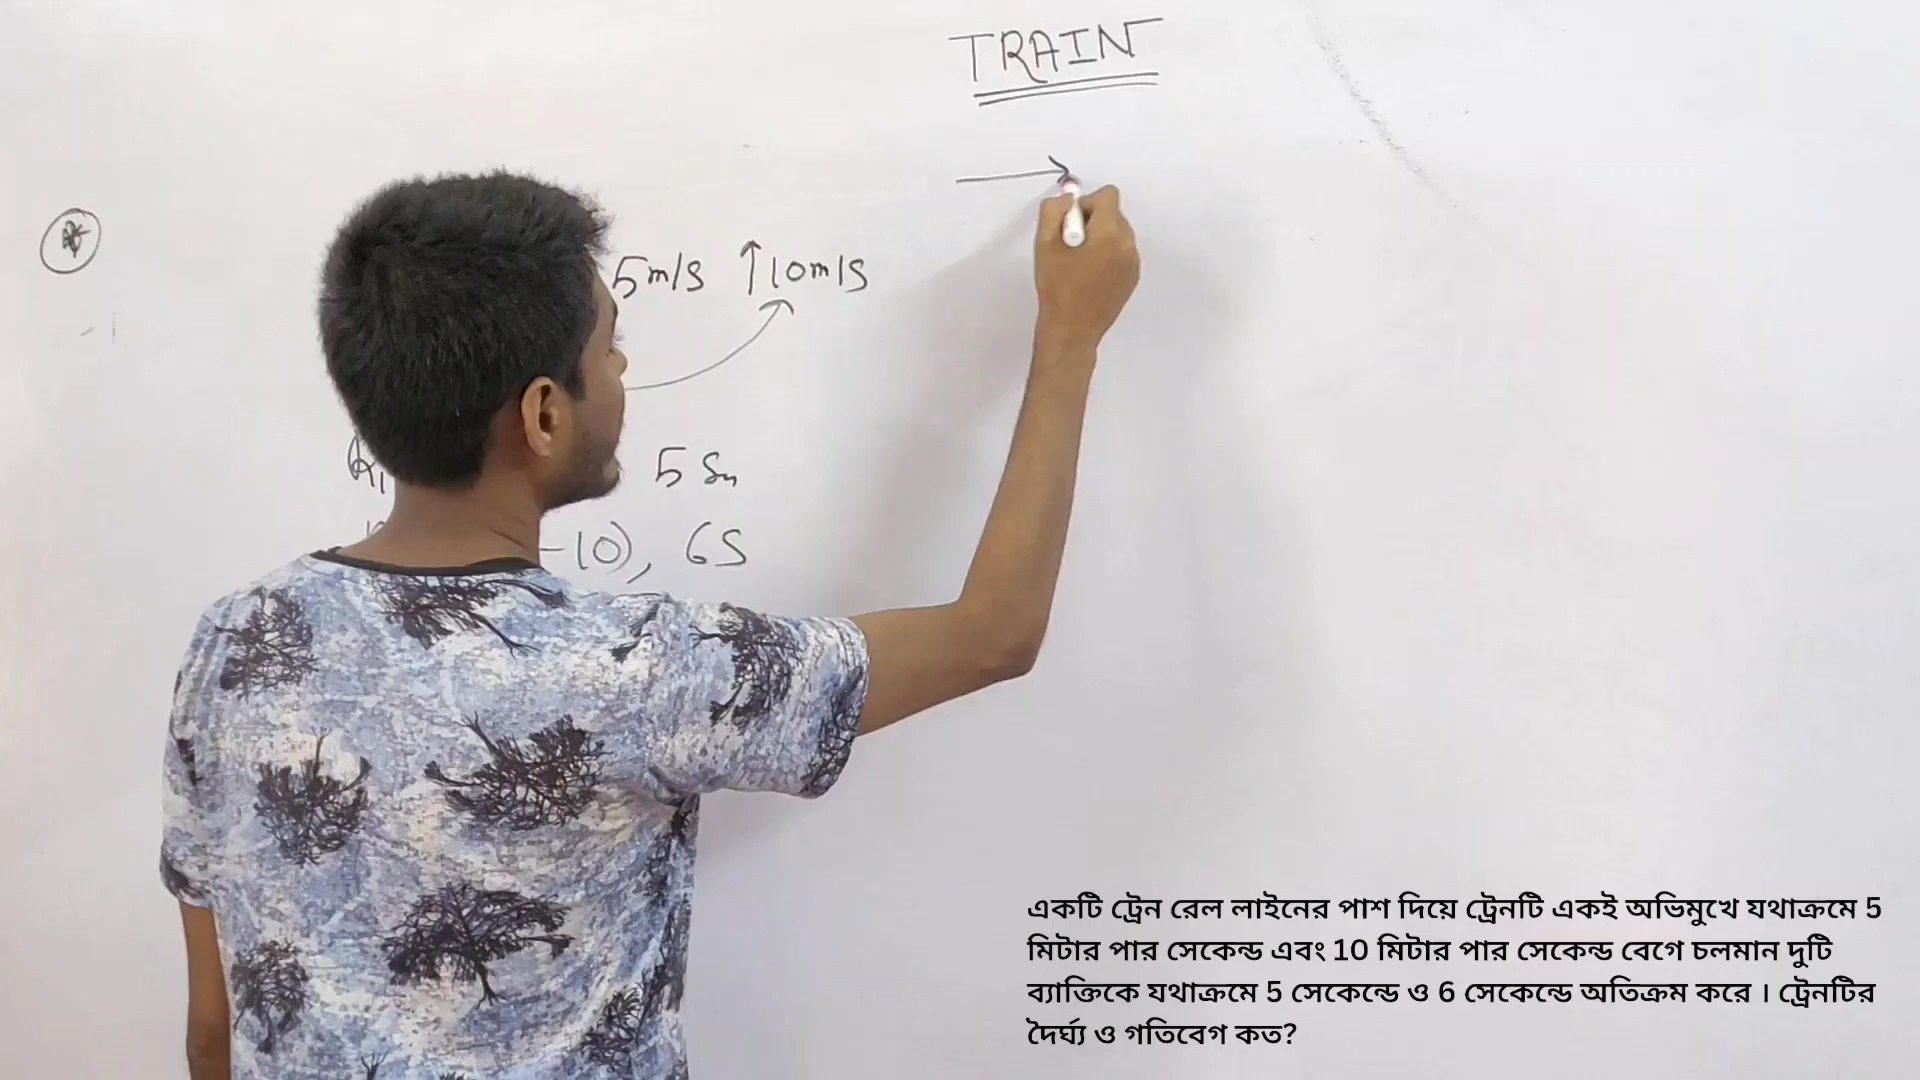 TRAIN
5m/s ↑10m/s
5 Sn
-10), 6S
একটি ট্রেন রেল লাইনের পাশ দিয়ে ট্রেনটি একই অভিমুখে যথাক্রমে 5
মিটার পার সেকেন্ড এবং 10 মিটার পার সেকেন্ড বেগে চলমান দুটি
ব্যাক্তিকে যথাক্রমে 5 সেকেন্ডে ও 6 সেকেন্ডে অতিক্রম করে । ট্রেনটির
দৈর্ঘ্য ও গতিবেগ কত?